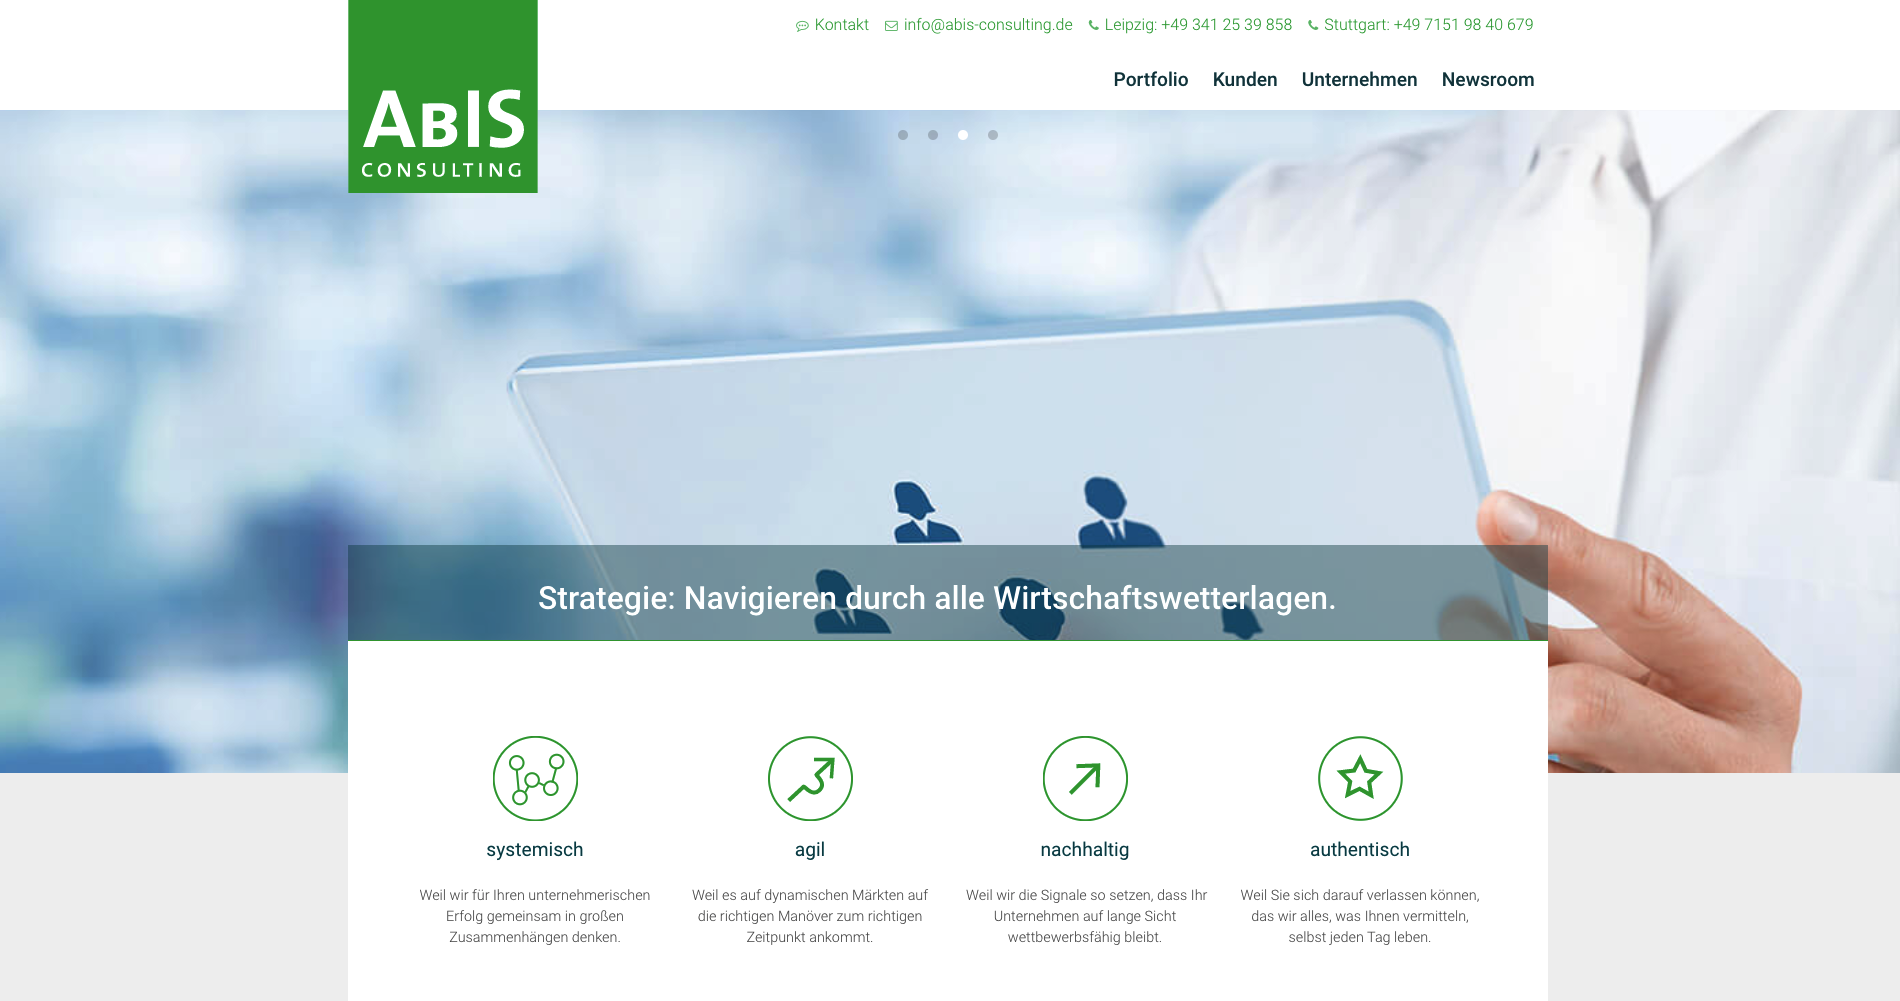 Kontakt info@abis-consulting.de Leipzig: +49 341 25 39 858 Stuttgart: +49 7151 98 40 679
Portfolio Kunden Unternehmen Newsroom
ABIS
CONSULTING
Strategie: Navigieren durch alle Wirtschaftswetterlagen.
systemisch
Weil wir für Ihren unternehmerischen
Erfolg gemeinsam in großen
Zusammenhängen denken.
agil
Weil es auf dynamischen Märkten auf
die richtigen Manöver zum richtigen
Zeitpunkt ankommt.
nachhaltig
Weil wir die Signale so setzen, dass Ihr
Unternehmen auf lange Sicht
wettbewerbsfähig bleibt.
authentisch
Weil Sie sich darauf verlassen können,
das wir alles, was Ihnen vermitteln,
selbst jeden Tag leben.